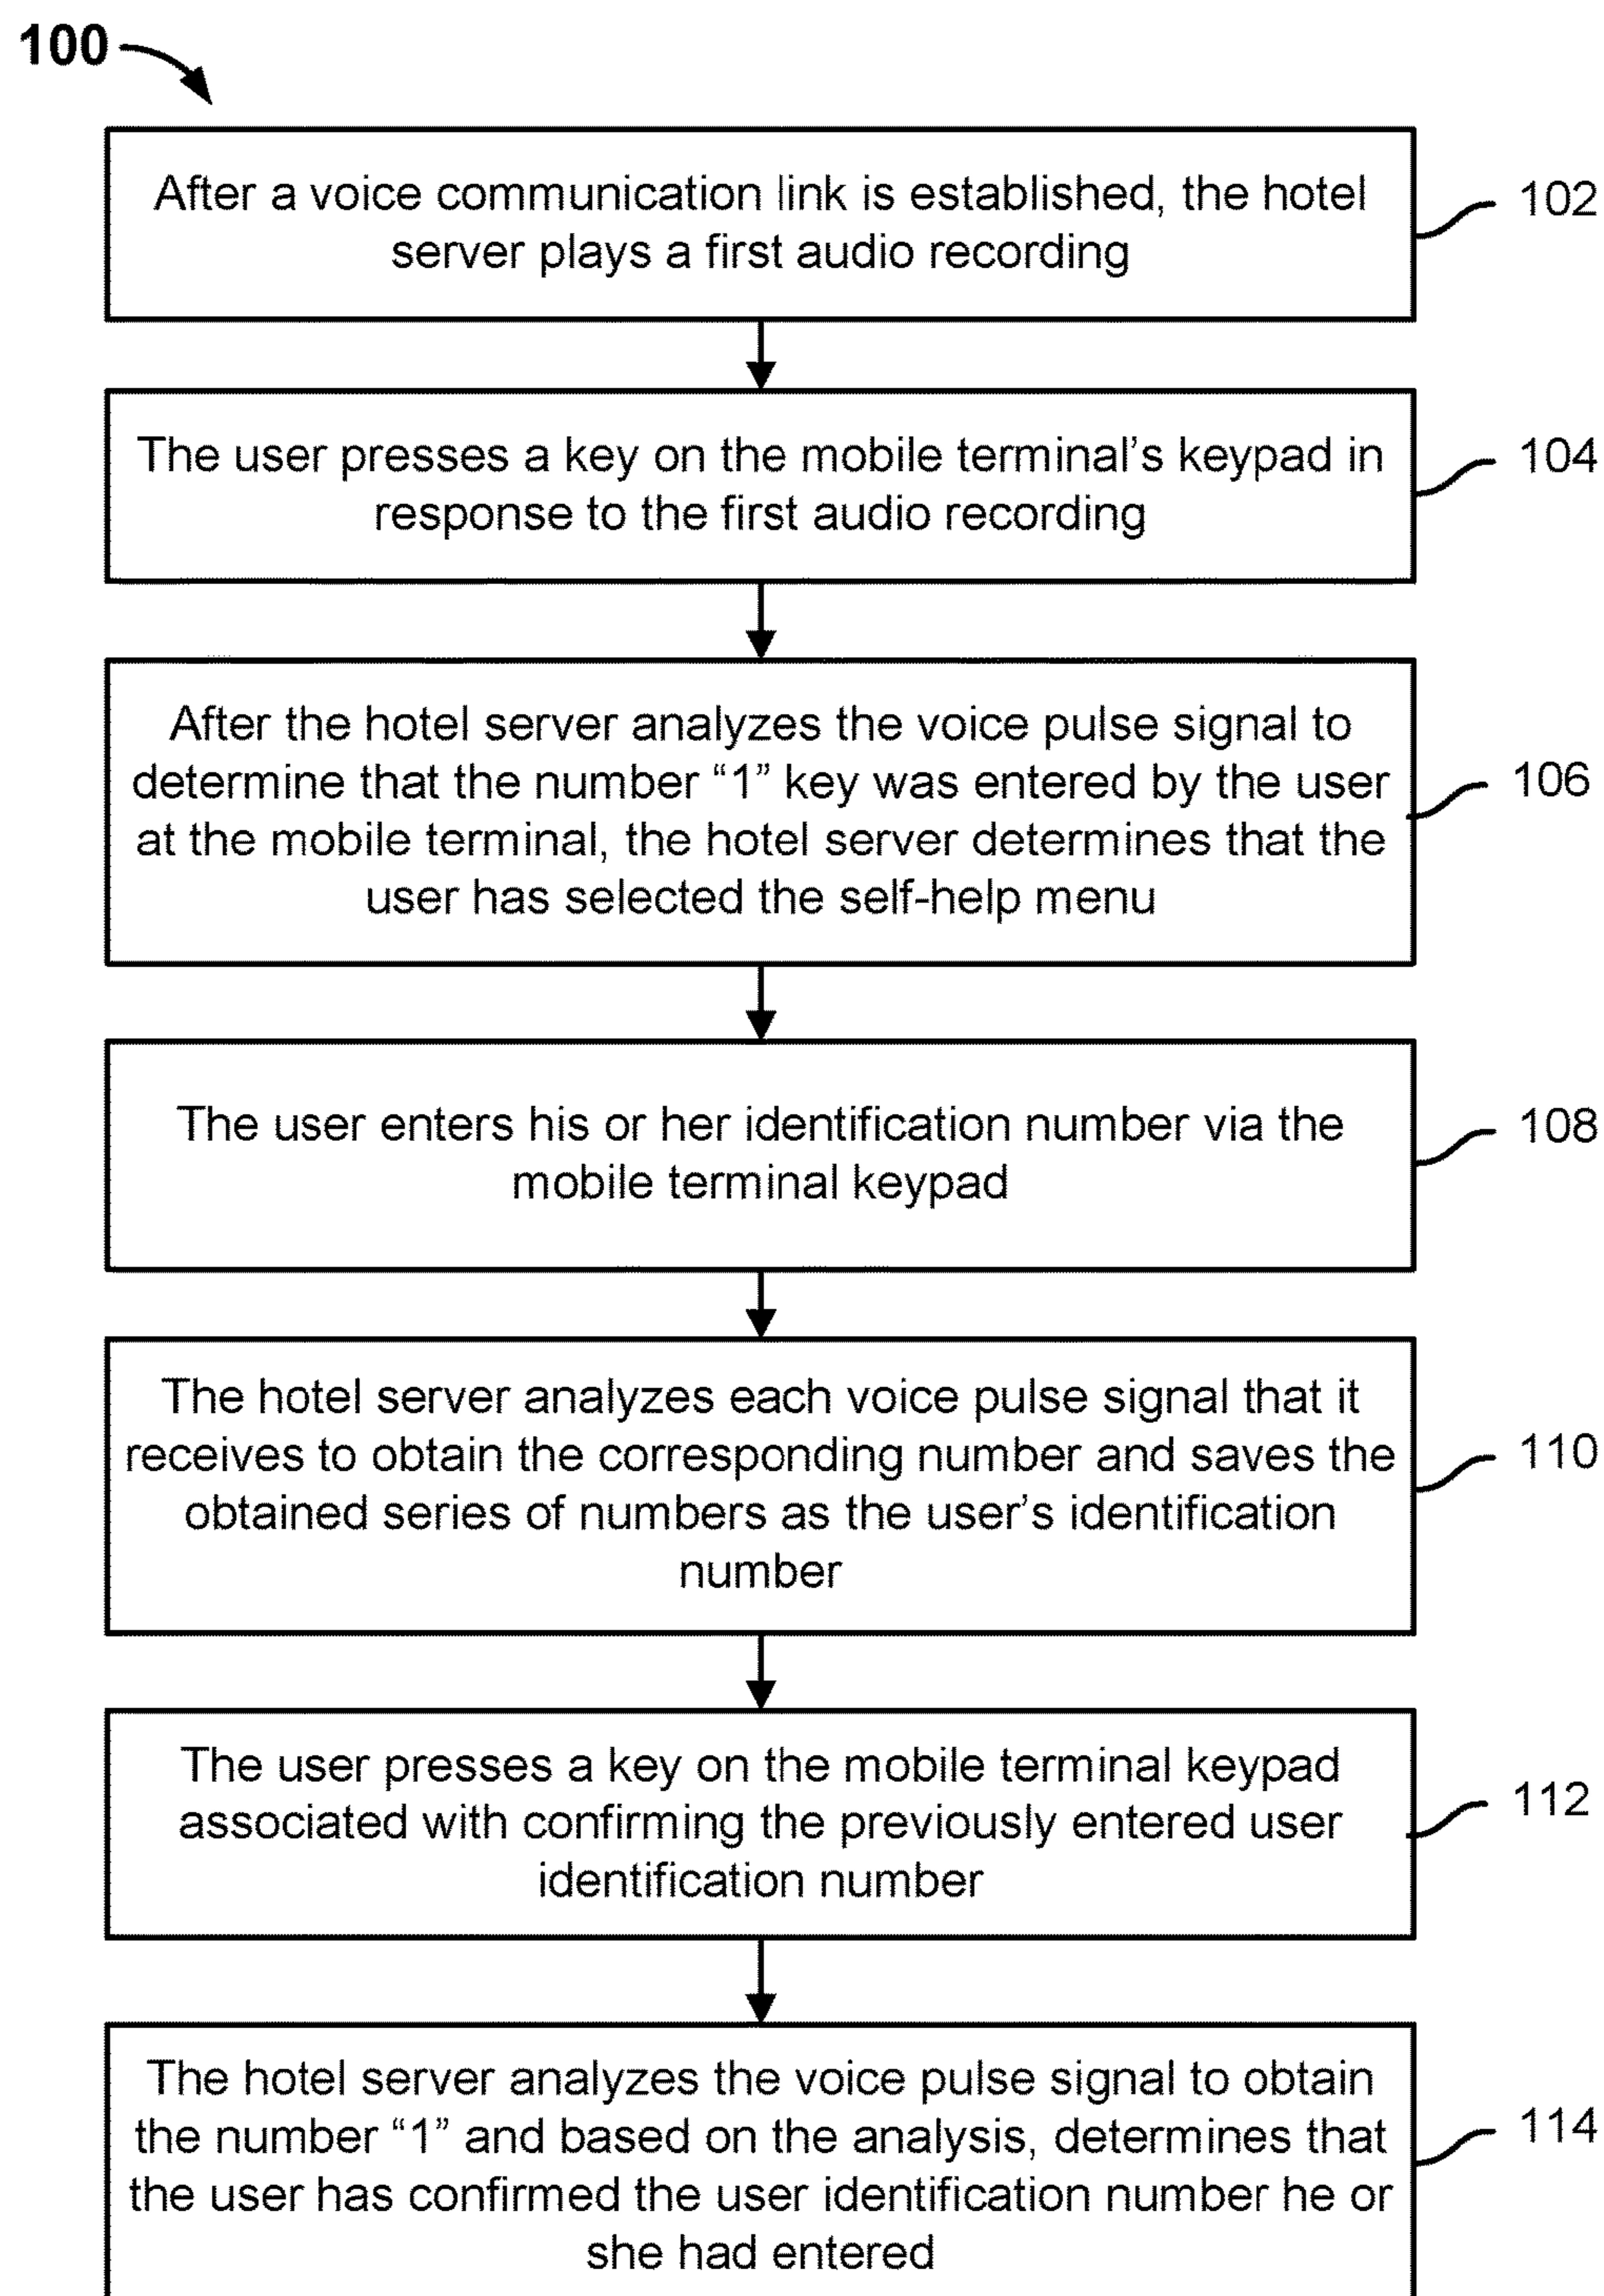 100
After a voice communication link is established, the hotel
server plays a first audio recording
102
The user presses a key on the mobile terminal's keypad in
response to the first audio recording
104
After the hotel server analyzes the voice pulse signal to
determine that the number “1” key was entered by the user
at the mobile terminal, the hotel server determines that the
user has selected the self-help menu
106
The user enters his or her identification number via the
mobile terminal keypad
108
The hotel server analyzes each voice pulse signal that it
receives to obtain the corresponding number and saves the
obtained series of numbers as the user's identification
number
110
The user presses a key on the mobile terminal keypad
associated with confirming the previously entered user
identification number
112
The hotel server analyzes the voice pulse signal to obtain
the number “1” and based on the analysis, determines that
the user has confirmed the user identification number he or
she had entered
114